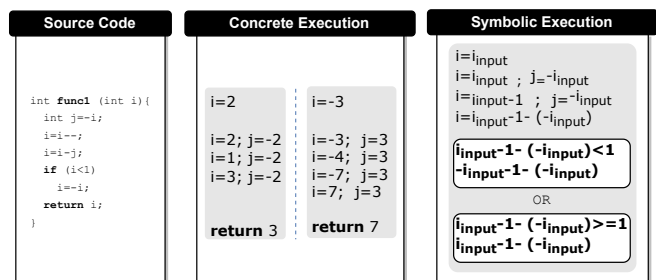 Source Code
int func1 (int i){
int j=-i;
i=i--;
i=i-j;
if (i<1)
i=-i;
return i;
}
Concrete Execution
i=2
i=2; j=-2
i=1; j=-2
i=3; j=-2
return 3
i=-3
i=-3; j=3
i=-4; j=3
i=-7; j=3
i=7; j=3
return 7
Symbolic Execution
i=iinput
i=iinput ; j=-iinput
i=iinput-1 ; j=-iinput
i=iinput-1- (-iinput)
iinput-1- (-iinput)<1
-iinput-1- (-iinput)
OR
iinput-1- (-iinput)>=1
iinput-1- (-iinput)